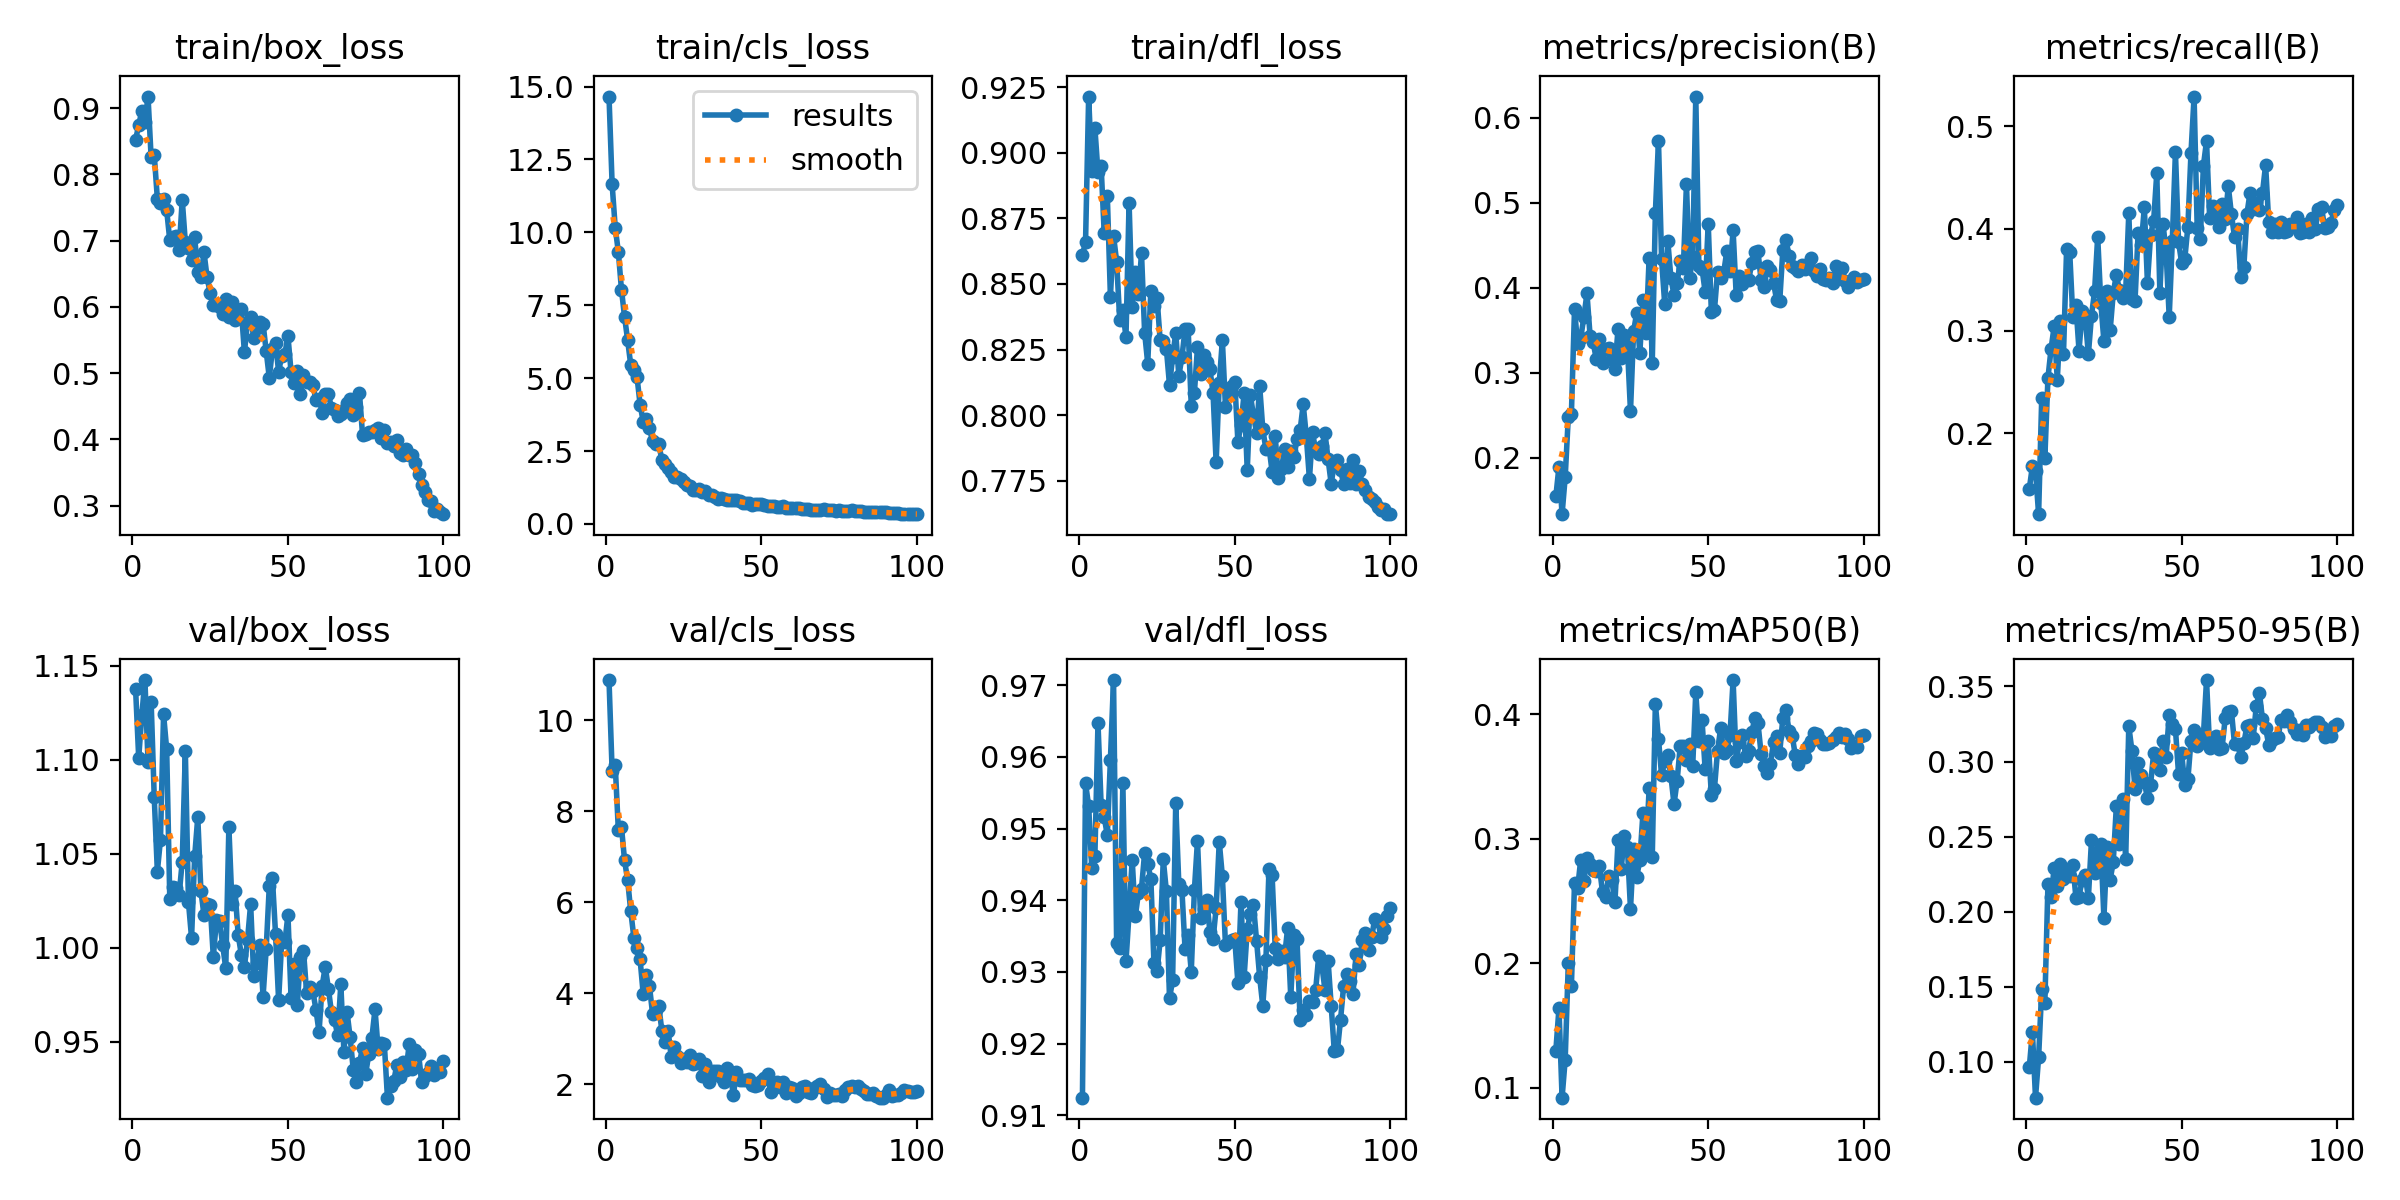 train/box_loss
train/cls_loss
train/dfl_loss
metrics/precision(B)
metrics/recall(B)
0.9
0.8
0.7
0.6
0.5
0.4
0.3
0 50 100
15.0
12.5
10.0
7.5
5.0
2.5
0.0
results
smooth
0 50 100
0.925
0.900
0.875
0.850
0.825
0.800
0.775
0 50 100
0.6
0.5
0.4
0.3
0.2
0 50 100
0.5
0.4
0.3
0.2
0 50 100
val/box_loss
val/cls_loss
val/dfl_loss
metrics/mAP50(B)
metrics/mAP50-95(B)
1.15
1.10
1.05
1.00
0.95
0 50 100
10
8
6
4
2
0 50 100
0.97
0.96
0.95
0.94
0.93
0.92
0.91
0 50 100
0.4
0.3
0.2
0.1
0 50 100
0.35
0.30
0.25
0.20
0.15
0.10
0 50 100